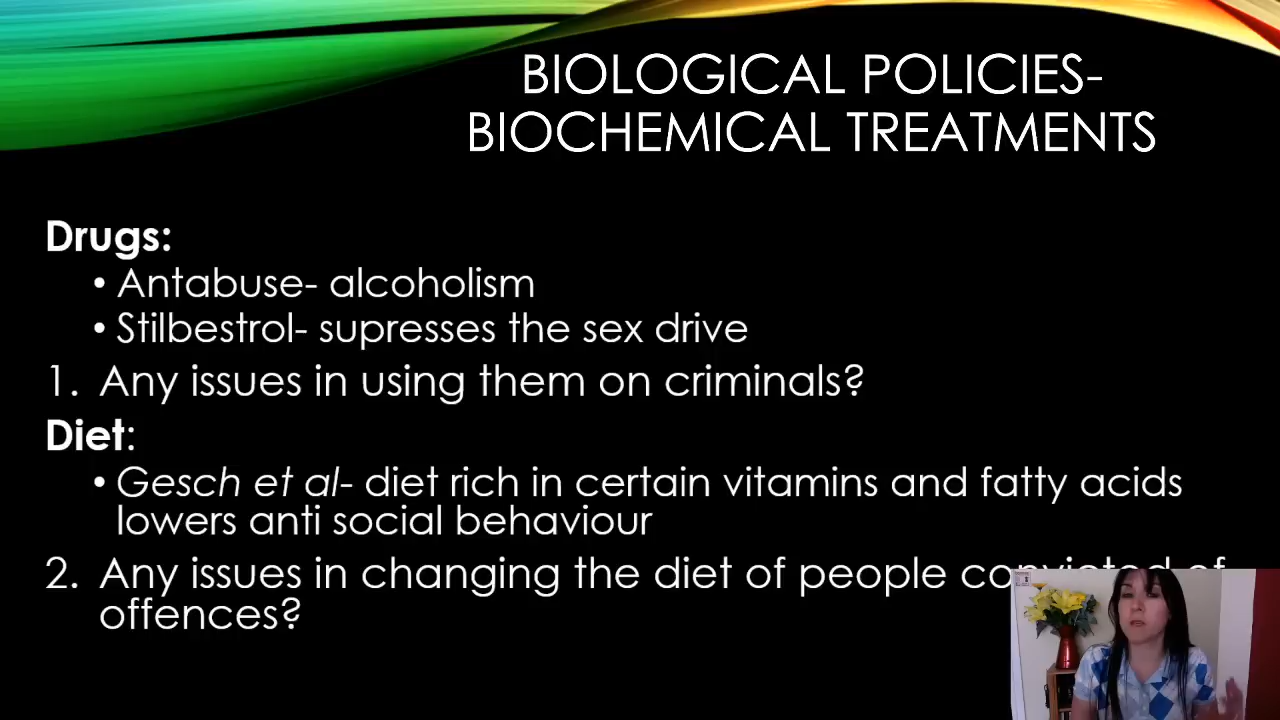 BIOLOGICAL POLICIES-
BIOCHEMICAL TREATMENTS
Drugs:
• Antabuse- alcoholism
• Stilbestrol- supresses the sex drive
1. Any issues in using them on criminals?
Diet:
• Gesch et al- diet rich in certain vitamins and fatty acids
lowers anti social behaviour
2. Any issues in changing the diet of people convicted of
offences?